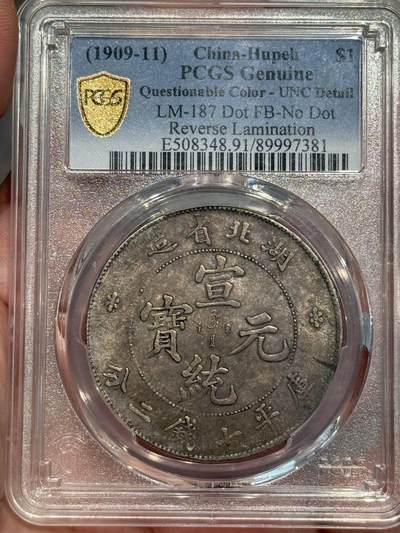 (1909-11) China-Hupeh $1
PCGS Genuine
Questionable Color - UNC Detail
LM-187 Dot FB-No Dot
Reverse Lamination
E508348.91/89997381
PCGS
湖北省造
宣統元寶
庫平七錢二分